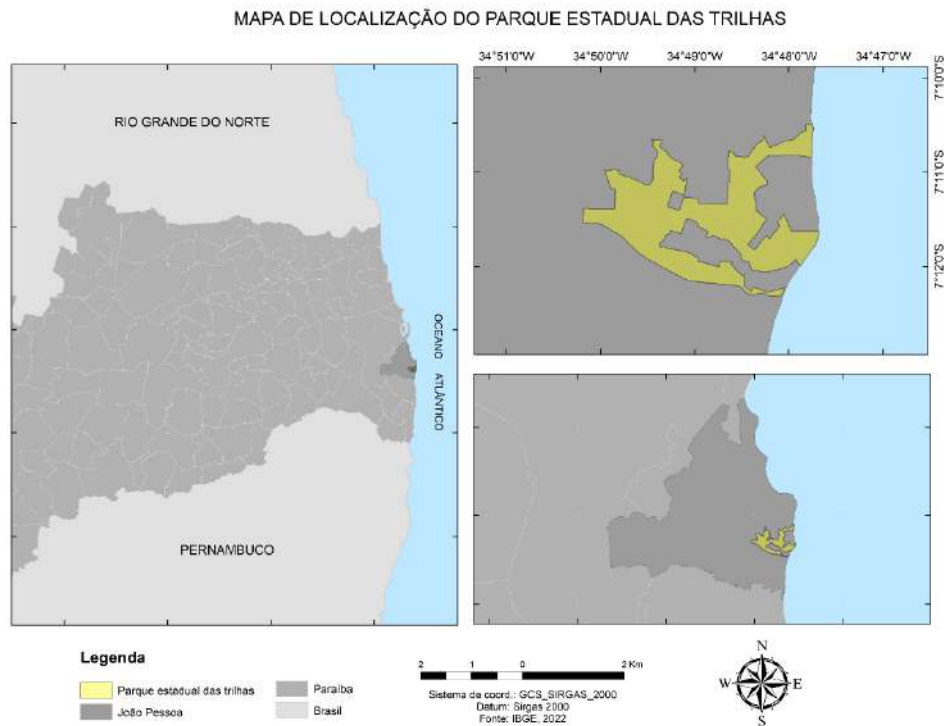 MAPA DE LOCALIZAÇÃO DO PARQUE ESTADUAL DAS TRILHAS
34°51'0"W 34°50'0"W 34°49'0"W 34°48'0"W 34°47'0"W
7°10'0"S
7°11'0"S
7°12'0"S
RIO GRANDE DO NORTE
OCEANO ATLÂNTICO
PERNAMBUCO
Legenda
Parque estadual das trilhas
João Pessoa
Paraíba
Brasil
2 1 0 2 Km
Sistema de coord.: GCS_SIRGAS_2000
Datum: Sirgas 2000
Fonte: IBGE, 2022
N
W E
S